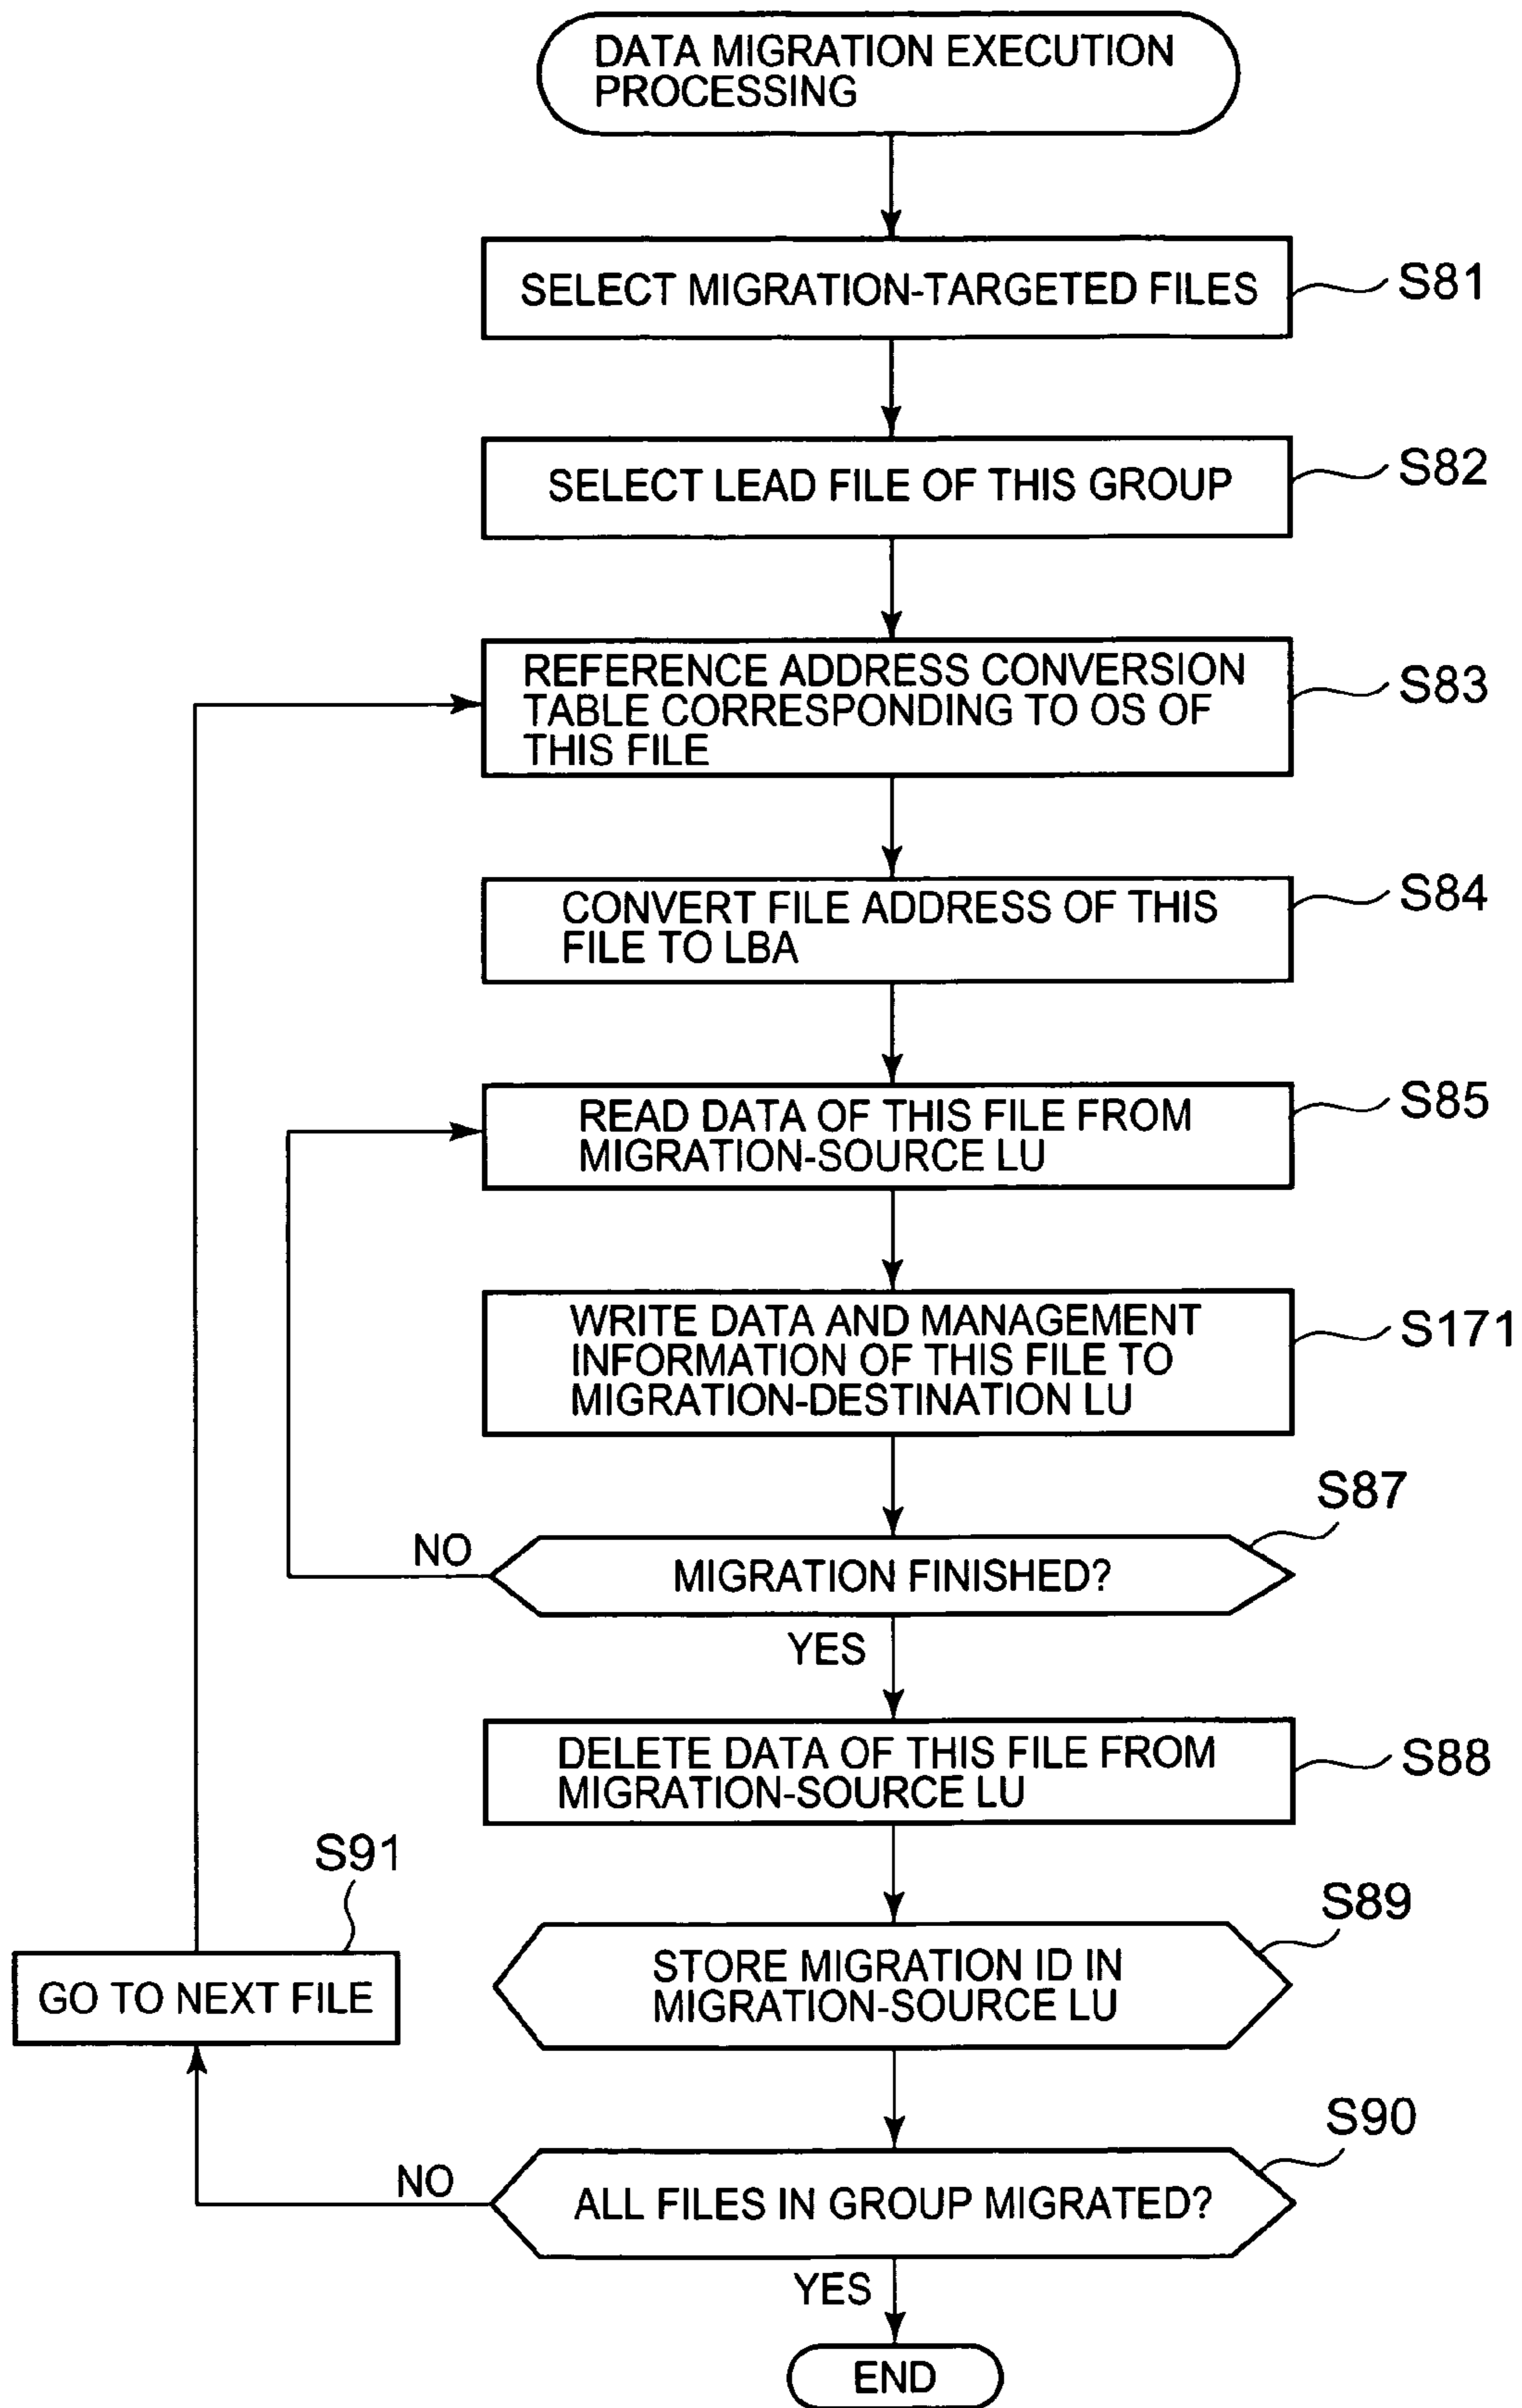 DATA MIGRATION EXECUTION
PROCESSING
SELECT MIGRATION-TARGETED FILES
S81
SELECT LEAD FILE OF THIS GROUP
S82
REFERENCE ADDRESS CONVERSION
TABLE CORRESPONDING TO OS OF
THIS FILE
S83
CONVERT FILE ADDRESS OF THIS
FILE TO LBA
S84
READ DATA OF THIS FILE FROM
MIGRATION-SOURCE LU
S85
WRITE DATA AND MANAGEMENT
INFORMATION OF THIS FILE TO
MIGRATION-DESTINATION LU
S171
S87
NO
MIGRATION FINISHED?
YES
DELETE DATA OF THIS FILE FROM
MIGRATION-SOURCE LU
S88
S91
GO TO NEXT FILE
S89
STORE MIGRATION ID IN
MIGRATION-SOURCE LU
S90
NO
ALL FILES IN GROUP MIGRATED?
YES
END